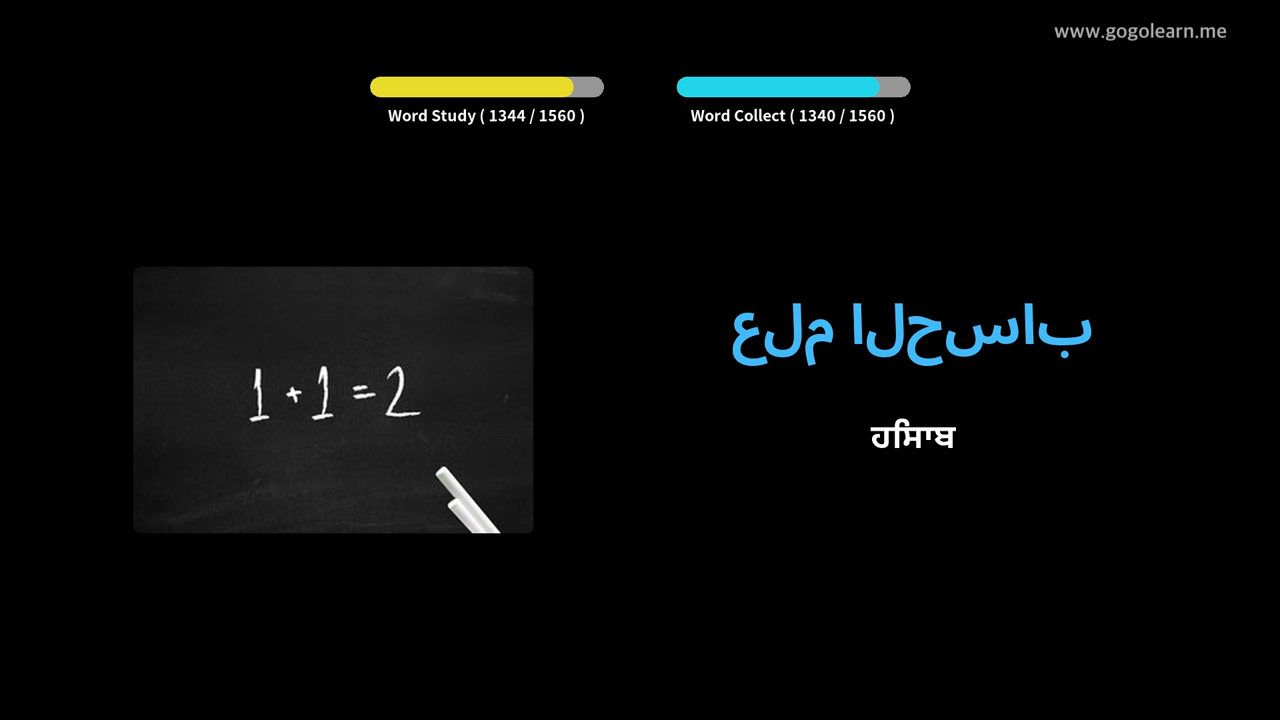 www.gogolearn.me
Word Study ( 1344 / 1560 )
Word Collect ( 1340 / 1560 )
1 + 1 = 2
علم الحساب
ਹਿਸਾਬ